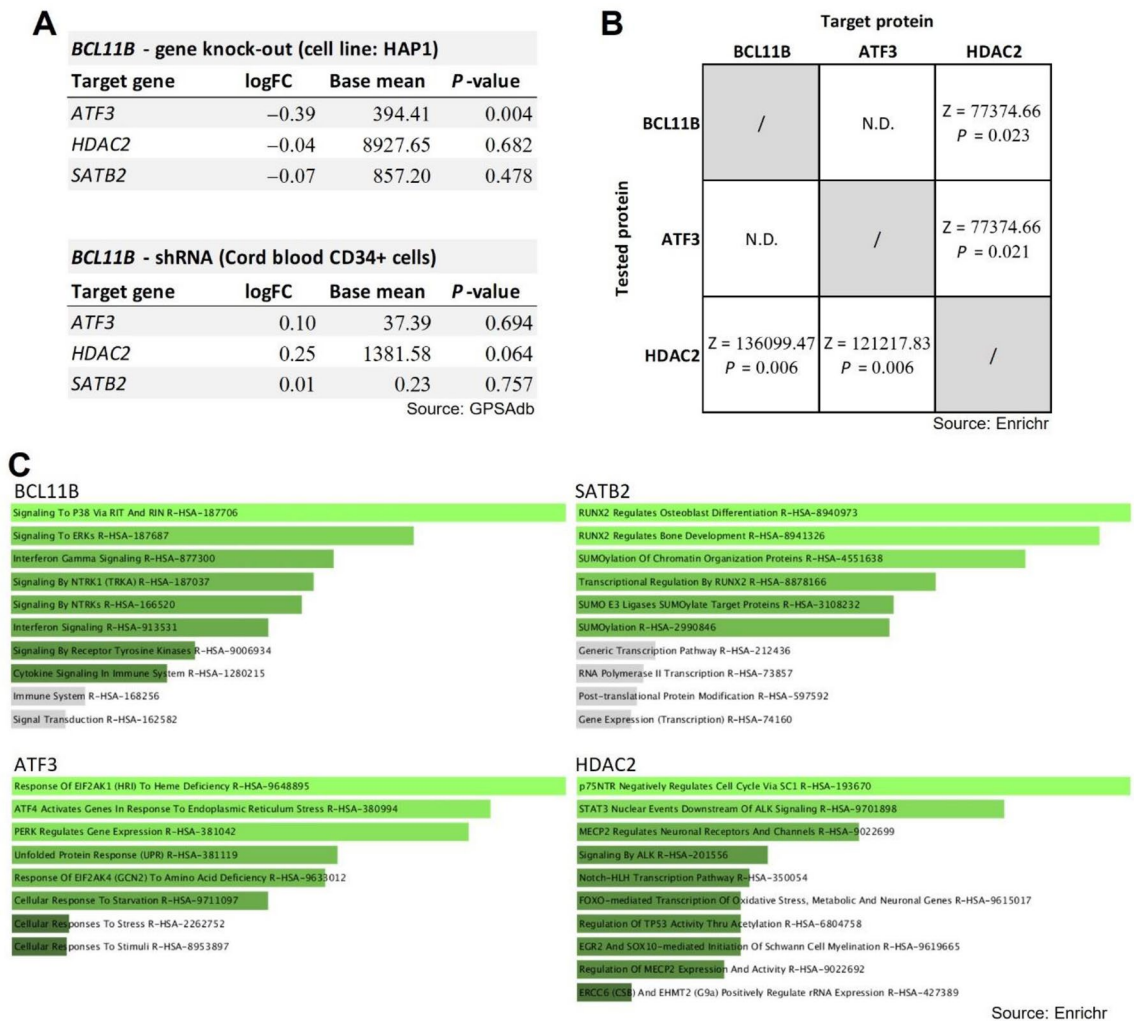 A
BCL11B - gene knock-out (cell line: HAP1)
Target gene logFC Base mean P-value
ATF3 −0.39 394.41 0.004
HDAC2 −0.04 8927.65 0.682
SATB2 −0.07 857.20 0.478
BCL11B - shRNA (Cord blood CD34+ cells)
Target gene logFC Base mean P-value
ATF3 0.10 37.39 0.694
HDAC2 0.25 1381.58 0.064
SATB2 0.01 0.23 0.757
Source: GPSAdb
B
Target protein
BCL11B ATF3 HDAC2
Tested protein
BCL11B / N.D. Z = 77374.66
P = 0.023
ATF3 N.D. / Z = 77374.66
P = 0.021
HDAC2 Z = 136099.47 Z = 121217.83 /
P = 0.006 P = 0.006
Source: Enrichr
C
BCL11B
Signaling To P38 Via RIT And RIN R-HSA-187706
Signaling To ERKs R-HSA-187687
Interferon Gamma Signaling R-HSA-877300
Signaling By NTRK1 (TRKA) R-HSA-187037
Signaling By NTRKs R-HSA-166520
Interferon Signaling R-HSA-913531
Signaling By Receptor Tyrosine Kinases R-HSA-9006934
Cytokine Signaling In Immune System R-HSA-1280215
Immune System R-HSA-168256
Signal Transduction R-HSA-162582
SATB2
RUNX2 Regulates Osteoblast Differentiation R-HSA-8940973
RUNX2 Regulates Bone Development R-HSA-8941326
SUMOylation Of Chromatin Organization Proteins R-HSA-4551638
Transcriptional Regulation By RUNX2 R-HSA-8878166
SUMO E3 Ligases SUMOylate Target Proteins R-HSA-3108232
SUMOylation R-HSA-2990846
Generic Transcription Pathway R-HSA-212436
RNA Polymerase II Transcription R-HSA-73857
Post-translational Protein Modification R-HSA-597592
Gene Expression (Transcription) R-HSA-74160
ATF3
Response Of EIF2AK1 (HRI) To Heme Deficiency R-HSA-9648895
ATF4 Activates Genes In Response To Endoplasmic Reticulum Stress R-HSA-380994
PERK Regulates Gene Expression R-HSA-381042
Unfolded Protein Response (UPR) R-HSA-381119
Response Of EIF2AK4 (GCN2) To Amino Acid Deficiency R-HSA-9633012
Cellular Response To Starvation R-HSA-9711097
Cellular Responses To Stress R-HSA-2262752
Cellular Responses To Stimuli R-HSA-8953897
HDAC2
p75NTR Negatively Regulates Cell Cycle Via SC1 R-HSA-193670
STAT3 Nuclear Events Downstream Of ALK Signaling R-HSA-9701898
MECP2 Regulates Neuronal Receptors And Channels R-HSA-9022699
Signaling By ALK R-HSA-201556
Notch-HLH Transcription Pathway R-HSA-350054
FOXO-mediated Transcription Of Oxidative Stress, Metabolic And Neuronal Genes R-HSA-9615017
Regulation Of TP53 Activity Thru Acetylation R-HSA-6804758
EGR2 And SOX10-mediated Initiation Of Schwann Cell Myelination R-HSA-9619665
Regulation Of MECP2 Expression And Activity R-HSA-9022692
ERCC6 (CSB) And EHMT2 (G9a) Positively Regulate rRNA Expression R-HSA-427389
Source: Enrichr